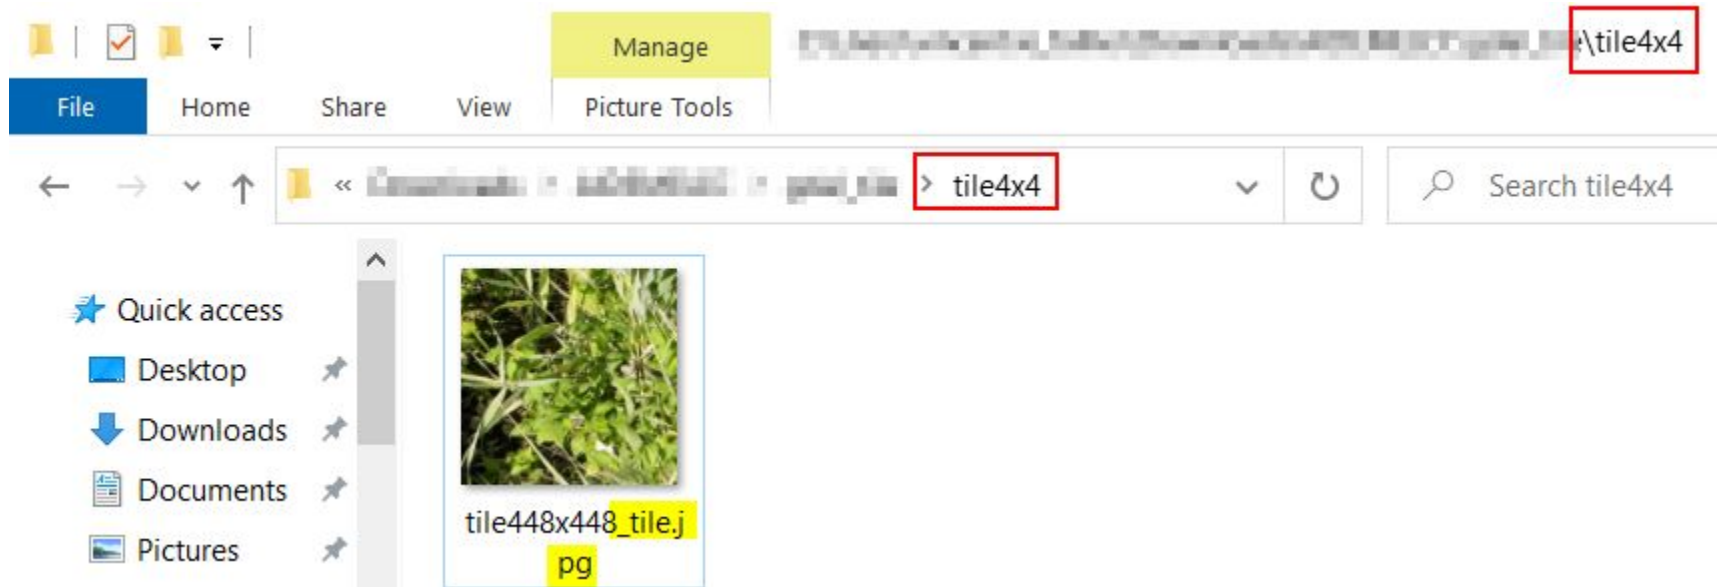 Manage
\tile4x4
File Home Share View Picture Tools
« > tile4x4 Search tile4x4
Quick access
Desktop
Downloads
Documents
Pictures
tile448x448_tile.j
pg